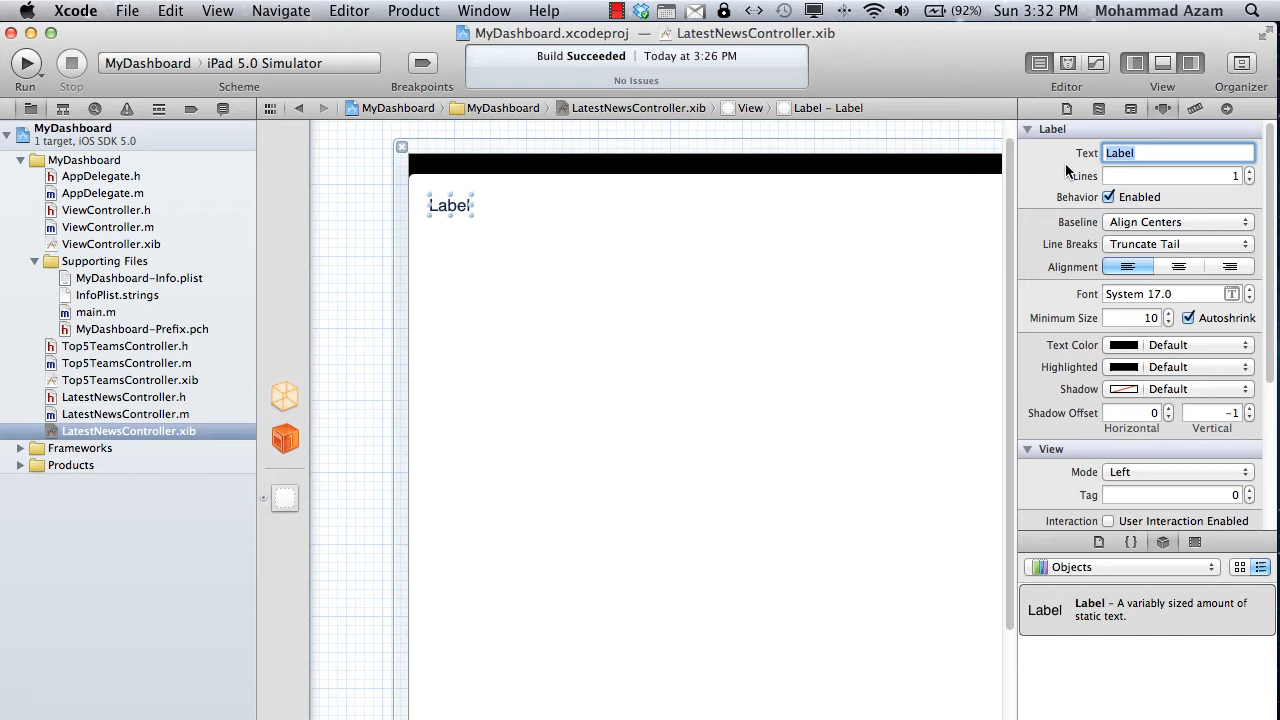 Xcode File Edit View Navigate Editor Product Window Help (92%) Sun 3:32 PM Mohammad Azam
MyDashboard.xcodeproj — LatestNewsController.xib
MyDashboard iPad 5.0 Simulator
Build Succeeded Today at 3:26 PM
No Issues
Run Stop Scheme Breakpoints Editor View Organizer
MyDashboard MyDashboard LatestNewsController.xib View Label – Label
MyDashboard
1 target, iOS SDK 5.0
MyDashboard
AppDelegate.h
AppDelegate.m
ViewController.h
ViewController.m
ViewController.xib
Supporting Files
MyDashboard-Info.plist
InfoPlist.strings
main.m
MyDashboard-Prefix.pch
Top5TeamsController.h
Top5TeamsController.m
Top5TeamsController.xib
LatestNewsController.h
LatestNewsController.m
LatestNewsController.xib
Frameworks
Products
Label
Label
Text Label
Lines 1
Behavior Enabled
Baseline Align Centers
Line Breaks Truncate Tail
Alignment
Font System 17.0
Minimum Size 10 Autoshrink
Text Color Default
Highlighted Default
Shadow Default
Shadow Offset 0 -1
Horizontal Vertical
View
Mode Left
Tag 0
Interaction User Interaction Enabled
Objects
Label Label – A variably sized amount of
static text.